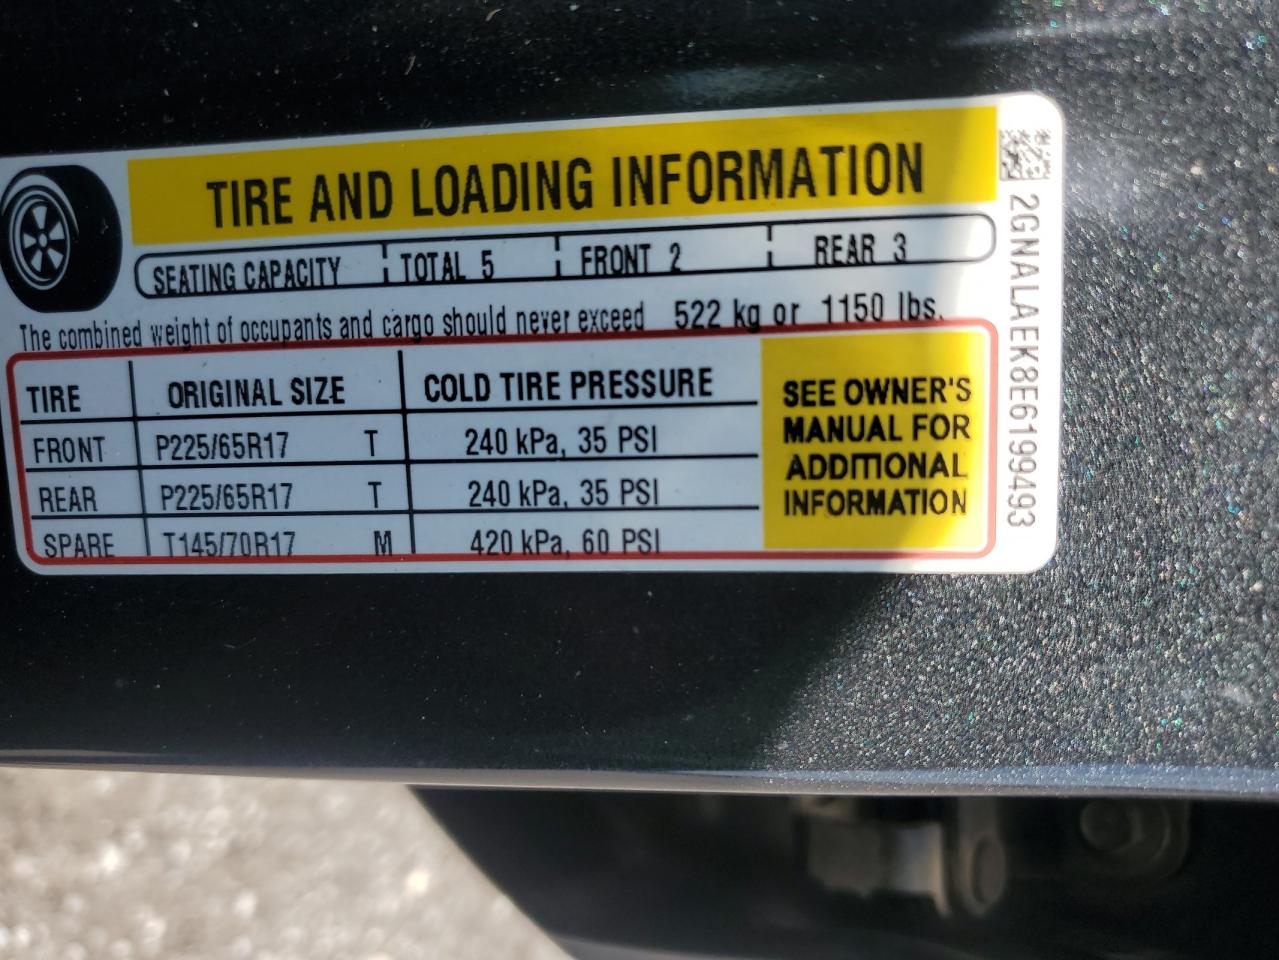 TIRE AND LOADING INFORMATION
SEATING CAPACITY TOTAL 5 FRONT 2 REAR 3
The combined weight of occupants and cargo should never exceed 522 kg or 1150 lbs.
TIRE ORIGINAL SIZE COLD TIRE PRESSURE
FRONT P225/65R17 T 240 kPa, 35 PSI
REAR P225/65R17 T 240 kPa, 35 PSI
SPARE T145/70R17 M 420 kPa, 60 PSI
SEE OWNER'S
MANUAL FOR
ADDITIONAL
INFORMATION
2GNALAEK8E6199493